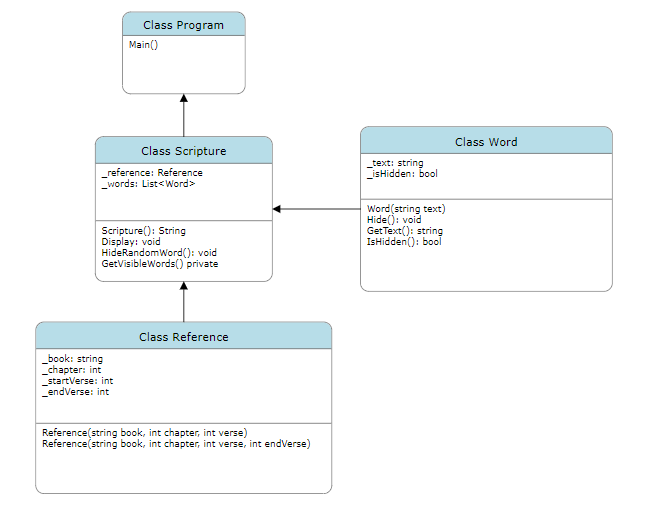 Class Program
Main()
Class Scripture
_reference: Reference
_words: List<Word>
Scripture(): String
Display: void
HideRandomWord(): void
GetVisibleWords() private
Class Word
_text: string
_isHidden: bool
Word(string text)
Hide(): void
GetText(): string
IsHidden(): bool
Class Reference
_book: string
_chapter: int
_startVerse: int
_endVerse: int
Reference(string book, int chapter, int verse)
Reference(string book, int chapter, int verse, int endVerse)